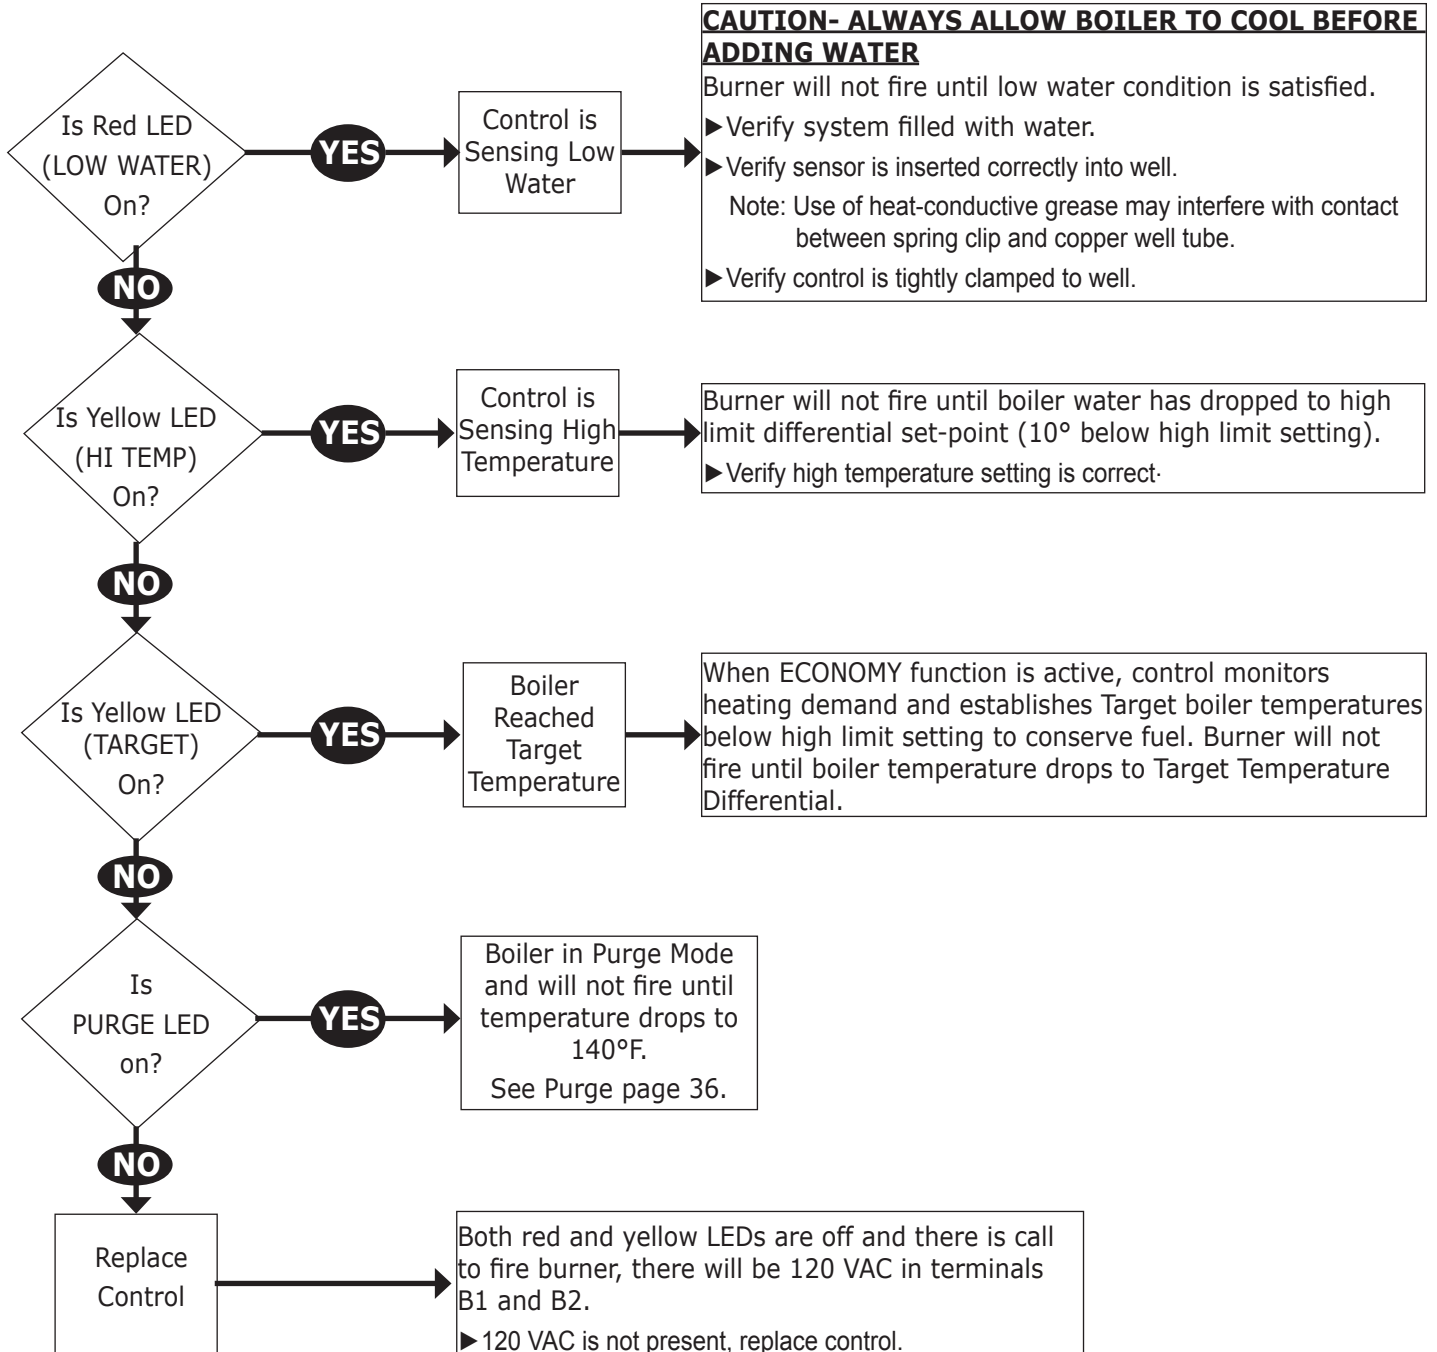 CAUTION- ALWAYS ALLOW BOILER TO COOL BEFORE
ADDING WATER
Burner will not fire until low water condition is satisfied.
►Verify system filled with water.
►Verify sensor is inserted correctly into well.
Note: Use of heat-conductive grease may interfere with contact
between spring clip and copper well tube.
►Verify control is tightly clamped to well.
Is Red LED
(LOW WATER)
On?
YES
Control is
Sensing Low
Water
NO
Is Yellow LED
(HI TEMP)
On?
YES
Control is
Sensing High
Temperature
Burner will not fire until boiler water has dropped to high
limit differential set-point (10° below high limit setting).
►Verify high temperature setting is correct.
NO
Is Yellow LED
(TARGET)
On?
YES
Boiler
Reached
Target
Temperature
When ECONOMY function is active, control monitors
heating demand and establishes Target boiler temperatures
below high limit setting to conserve fuel. Burner will not
fire until boiler temperature drops to Target Temperature
Differential.
NO
Is
PURGE LED
on?
YES
Boiler in Purge Mode
and will not fire until
temperature drops to
140°F.
See Purge page 36.
NO
Replace
Control
Both red and yellow LEDs are off and there is call
to fire burner, there will be 120 VAC in terminals
B1 and B2.
►120 VAC is not present, replace control.